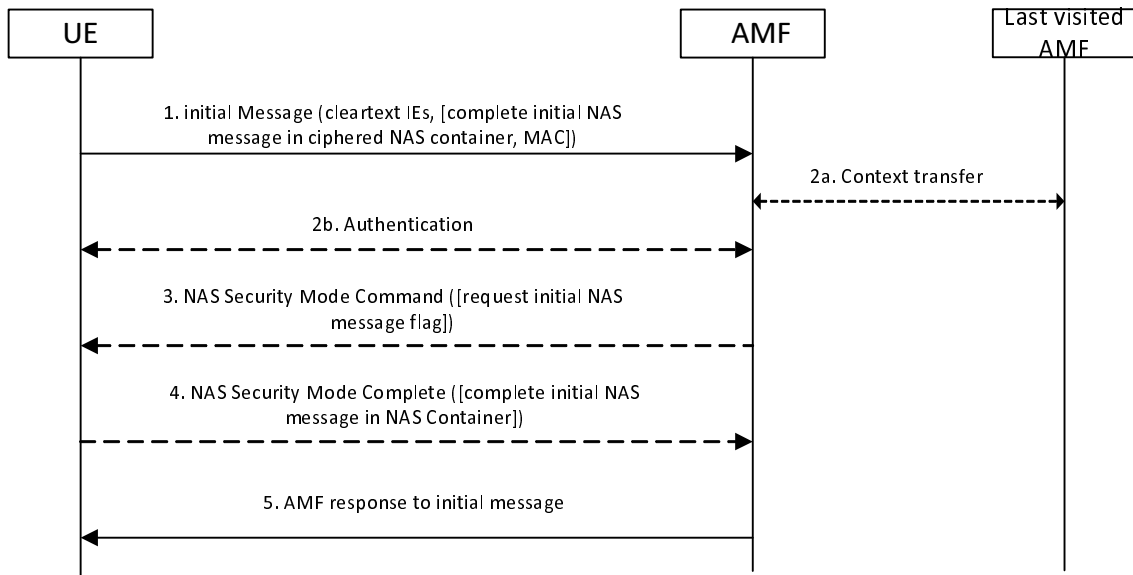 UE
AMF
Last visited
AMF
1. initial Message (cleartext IEs, [complete initial NAS
message in ciphered NAS container, MAC])
2a. Context transfer
2b. Authentication
3. NAS Security Mode Command ([request initial NAS
message flag])
4. NAS Security Mode Complete ([complete initial NAS
message in NAS Container])
5. AMF response to initial message